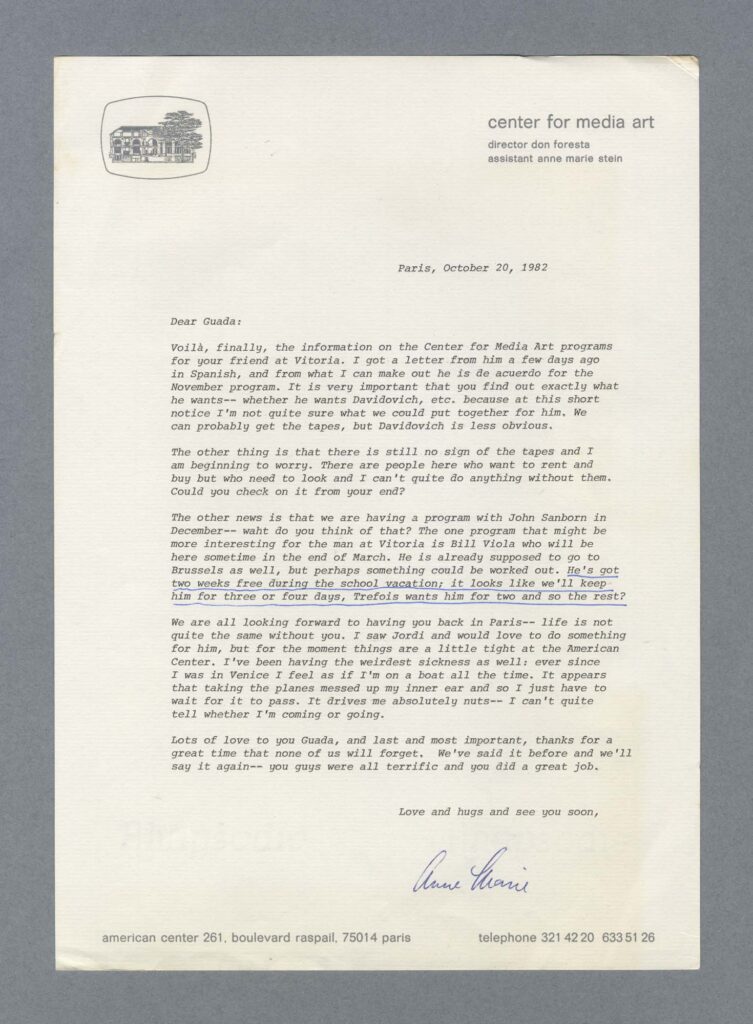 center for media art
director don foresta
assistant anne marie stein
Paris, October 20, 1982
Dear Guada:
Voilà, finally, the information on the Center for Media Art programs
for your friend at Vitoria. I got a letter from him a few days ago
in Spanish, and from what I can make out he is de acuerdo for the
November program. It is very important that you find out exactly what
he wants-- whether he wants Davidovich, etc. because at this short
notice I'm not quite sure what we could put together for him. We
can probably get the tapes, but Davidovich is less obvious.
The other thing is that there is still no sign of the tapes and I
am beginning to worry. There are people here who want to rent and
buy but who need to look and I can't quite do anything without them.
Could you check on it from your end?
The other news is that we are having a program with John Sanborn in
December-- waht do you think of that? The one program that might be
more interesting for the man at Vitoria is Bill Viola who will be
here sometime in the end of March. He is already supposed to go to
Brussels as well, but perhaps something could be worked out. He's got
two weeks free during the school vacation; it looks like we'll keep
him for three or four days, Trefois wants him for two and so the rest?
We are all looking forward to having you back in Paris-- life is not
quite the same without you. I saw Jordi and would love to do something
for him, but for the moment things are a little tight at the American
Center. I've been having the weirdest sickness as well: ever since
I was in Venice I feel as if I'm on a boat all the time. It appears
that taking the planes messed up my inner ear and so I just have to
wait for it to pass. It drives me absolutely nuts-- I can't quite
tell whether I'm coming or going.
Lots of love to you Guada, and last and most important, thanks for a
great time that none of us will forget. We've said it before and we'll
say it again-- you guys were all terrific and you did a great job.
Love and hugs and see you soon,
Anne Marie
american center 261, boulevard raspail, 75014 paris telephone 321 42 20 633 51 26